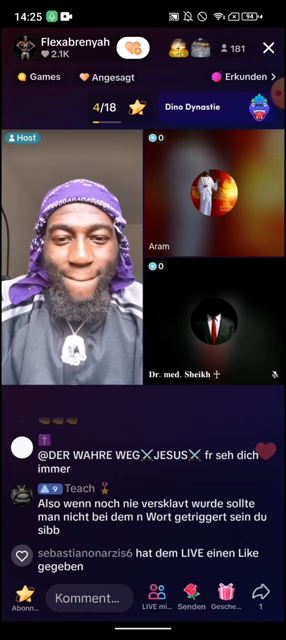 14:25
94
Flexabrenyah
2.1K
181
Games
Angesagt
Erkunden >
4/18
Dino Dynastie
Host
0
Aram
0
Dr. med. Sheikh ✝
✝️
@DER WAHRE WEG⚔️JESUS⚔️ fr seh dich
immer
9 Teach 🎖️
Also wenn noch nie versklavt wurde sollte
man nicht bei dem n Wort getriggert sein du
sibb
sebastianonarzis6 hat dem LIVE einen Like
gegeben
Abonn...
Komment...
LIVE mi...
Senden
Gesche...
1